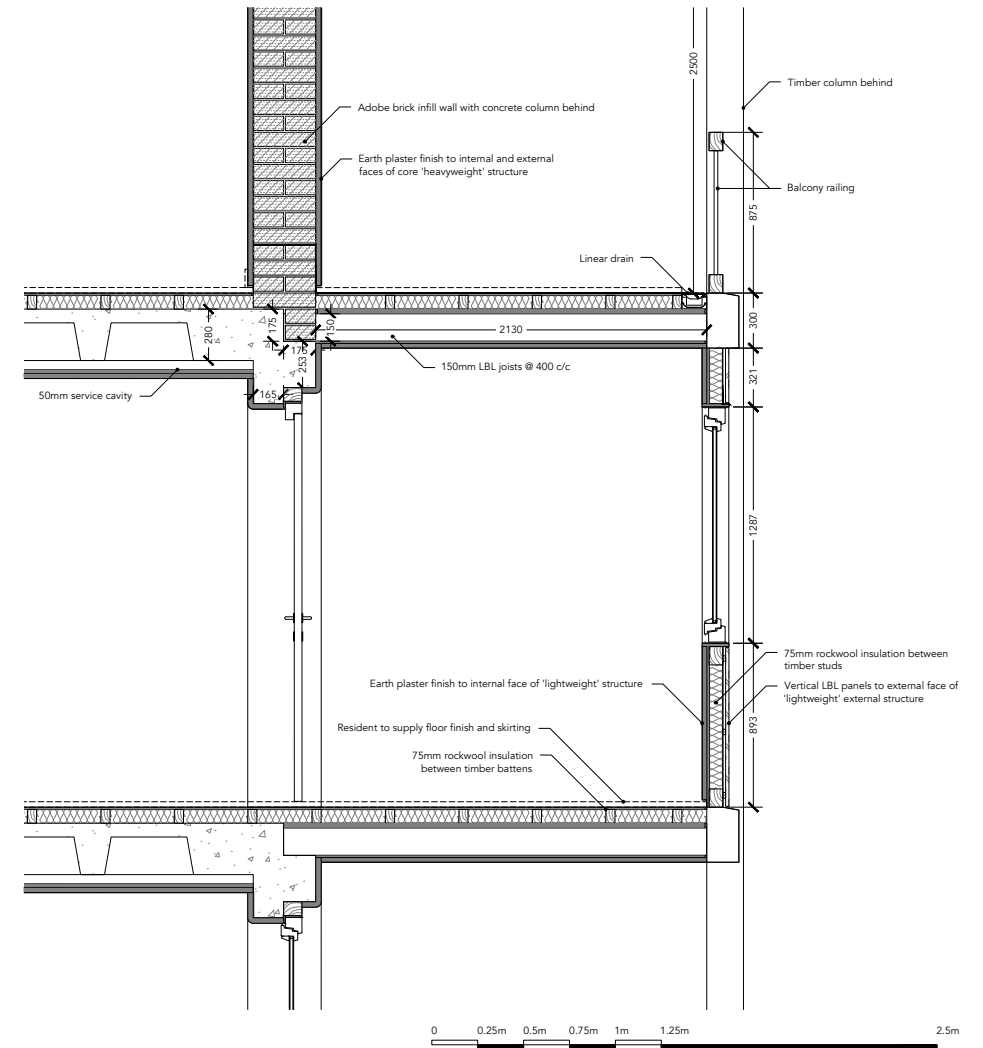 2500
Timber column behind
Adobe brick infill wall with concrete column behind
Earth plaster finish to internal and external
faces of core 'heavyweight' structure
Balcony railing
875
Linear drain
300
280
175
150
2130
175
253
150mm LBL joists @ 400 c/c
321
50mm service cavity
165
1287
75mm rockwool insulation between
timber studs
Earth plaster finish to internal face of 'lightweight' structure
Vertical LBL panels to external face of
'lightweight' external structure
893
Resident to supply floor finish and skirting
75mm rockwool insulation
between timber battens
0 0.25m 0.5m 0.75m 1m 1.25m 2.5m